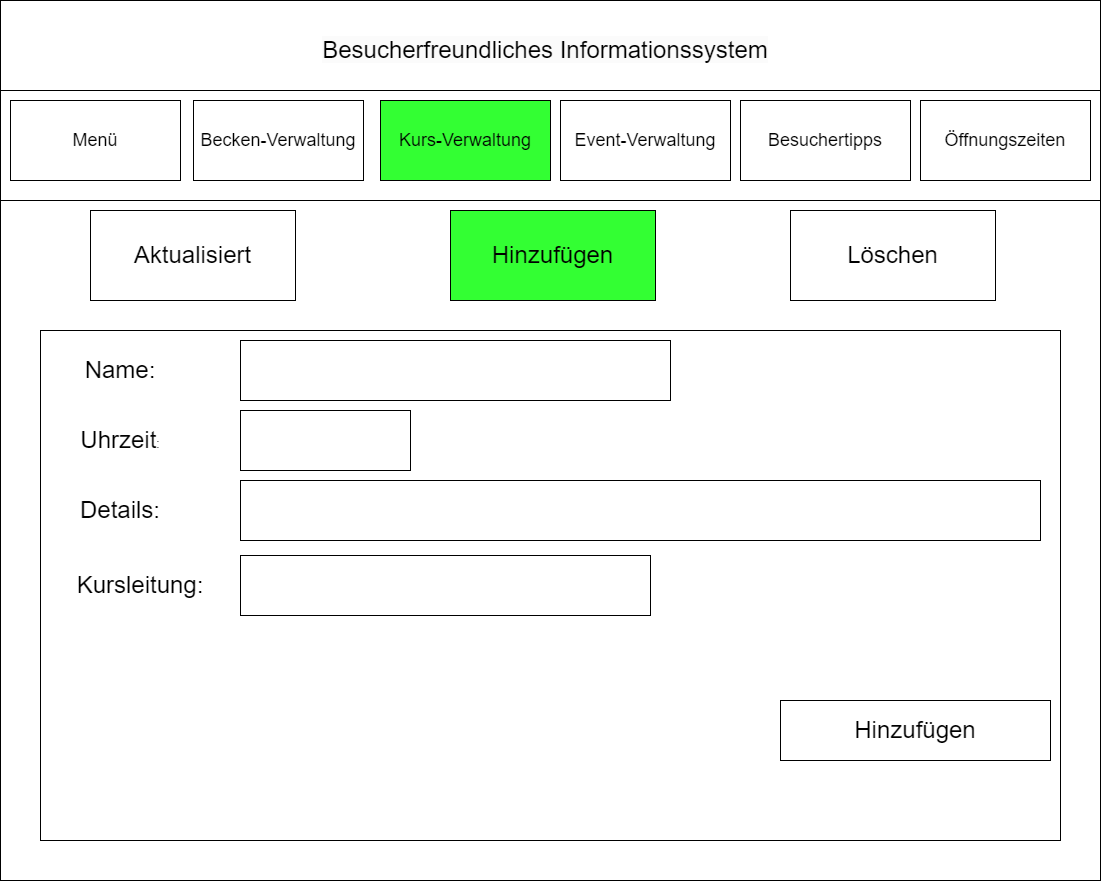 Besucherfreundliches Informationssystem
Menü
Becken-Verwaltung
Kurs-Verwaltung
Event-Verwaltung
Besuchertipps
Öffnungszeiten
Aktualisiert
Hinzufügen
Löschen
Name:
Uhrzeit:
Details:
Kursleitung:
Hinzufügen